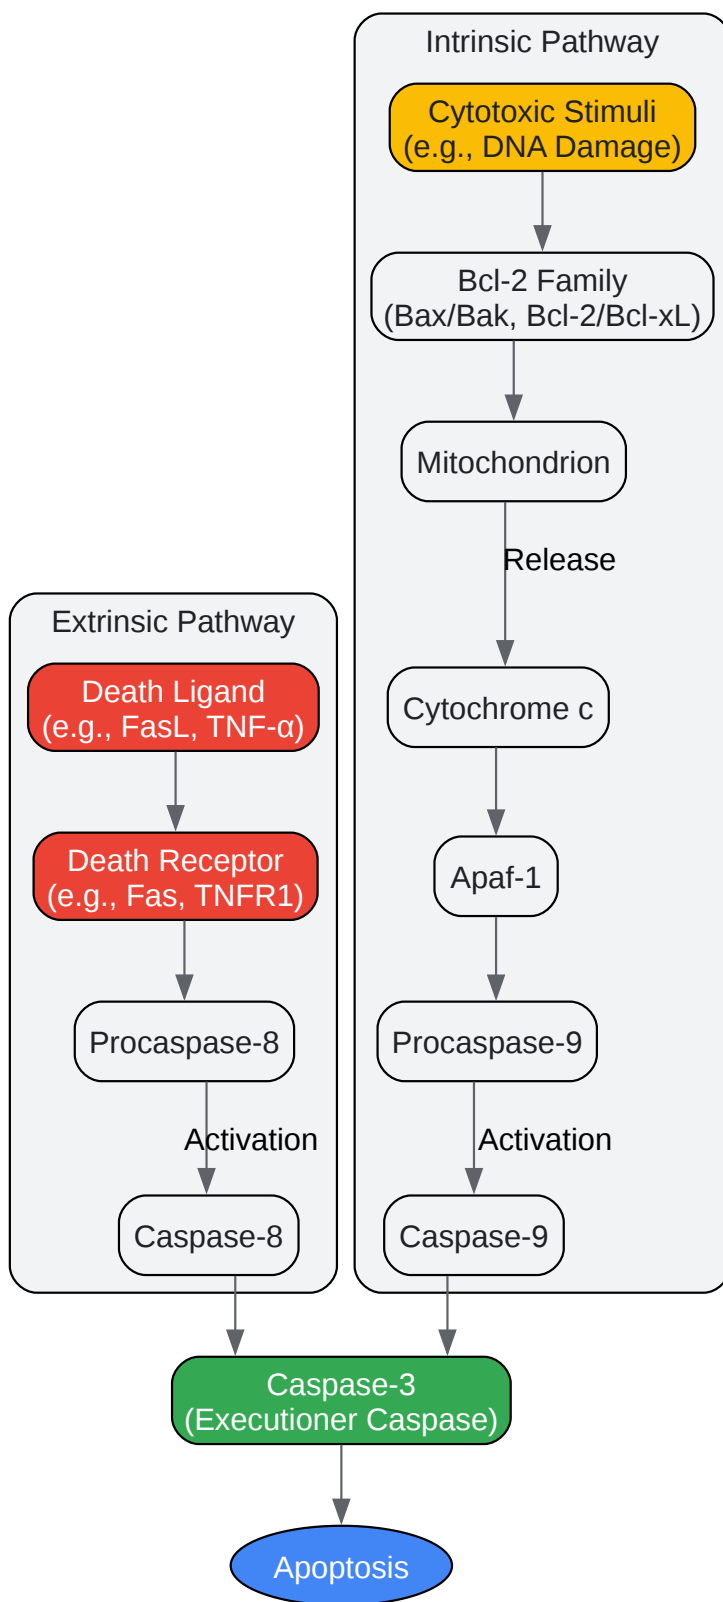 Intrinsic Pathway
Cytotoxic Stimuli
(e.g., DNA Damage)
Bcl-2 Family
(Bax/Bak, Bcl-2/Bcl-xL)
Mitochondrion
Release
Cytochrome c
Apaf-1
Procaspase-9
Activation
Caspase-9
Extrinsic Pathway
Death Ligand
(e.g., FasL, TNF-α)
Death Receptor
(e.g., Fas, TNFR1)
Procaspase-8
Activation
Caspase-8
Caspase-3
(Executioner Caspase)
Apoptosis